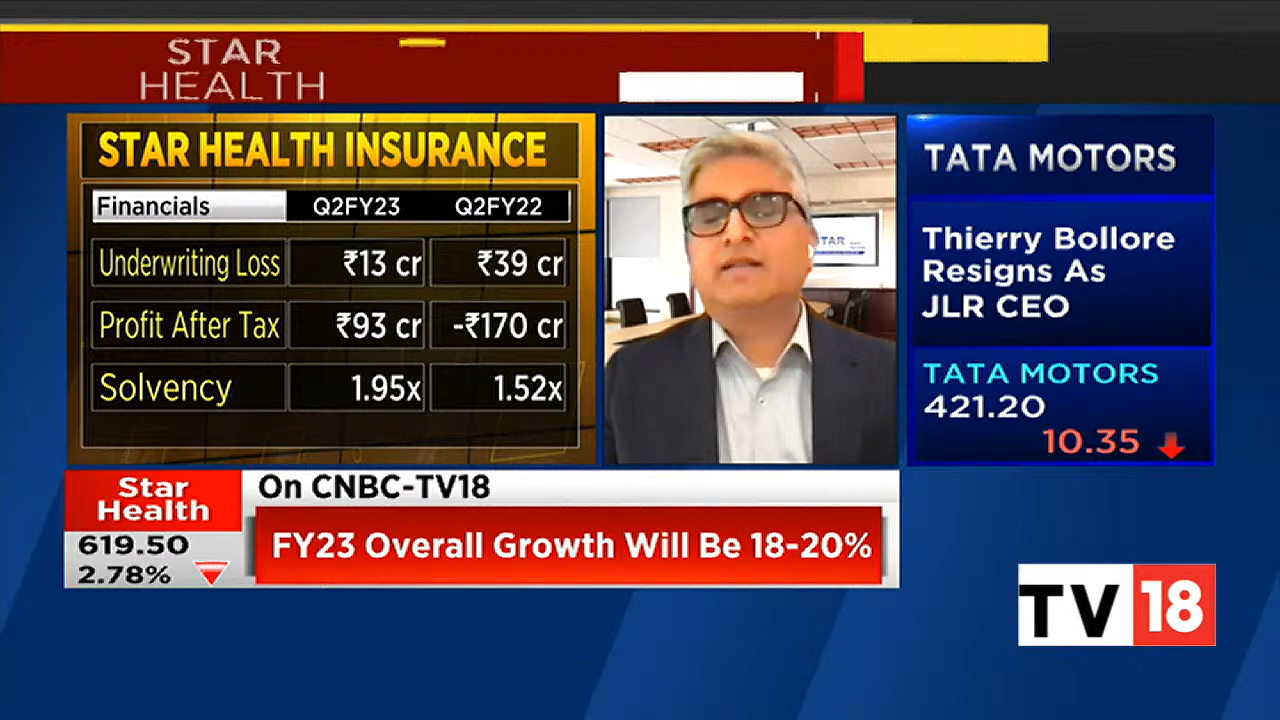 STAR
HEALTH
STAR HEALTH INSURANCE
Financials Q2FY23 Q2FY22
Underwriting Loss ₹13 cr ₹39 cr
Profit After Tax ₹93 cr -₹170 cr
Solvency 1.95x 1.52x
STAR
TATA MOTORS
Thierry Bollore
Resigns As
JLR CEO
TATA MOTORS
421.20
10.35
Star
Health
619.50
2.78%
On CNBC-TV18
FY23 Overall Growth Will Be 18-20%
TV18